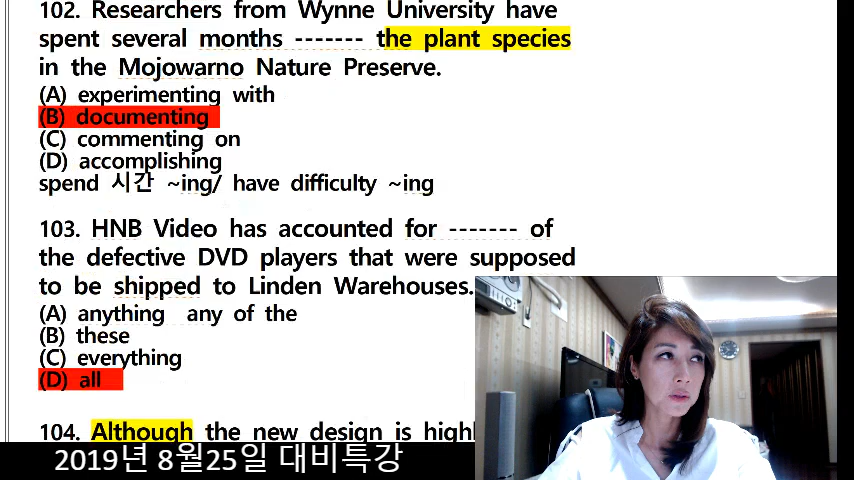 102. Researchers from Wynne University have
spent several months ------- the plant species
in the Mojowarno Nature Preserve.
(A) experimenting with
(B) documenting
(C) commenting on
(D) accomplishing
spend 시간 ~ing/ have difficulty ~ing
103. HNB Video has accounted for ------- of
the defective DVD players that were supposed
to be shipped to Linden Warehouses.
(A) anything any of the
(B) these
(C) everything
(D) all
104. Although the new design is highl
2019년 8월25일 대비특강